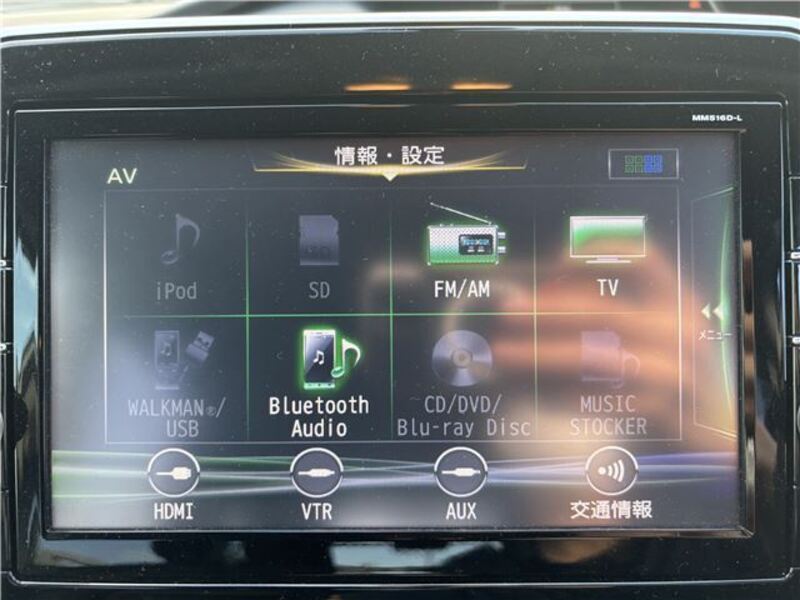 MM516D-L
情報・設定
AV
iPod
SD
FM/AM
TV
メニュー
WALKMAN®/
USB
Bluetooth
Audio
CD/DVD/
Blu-ray Disc
MUSIC
STOCKER
HDMI
VTR
AUX
交通情報